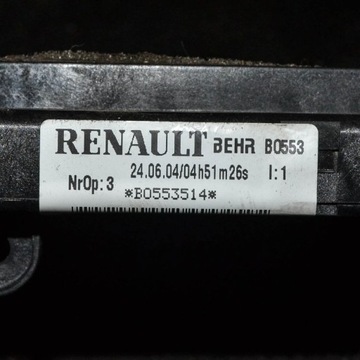 RENAULT BEHR B0553
24.06.04/04h51m26s I:1
NrOp:3
*B0553514*